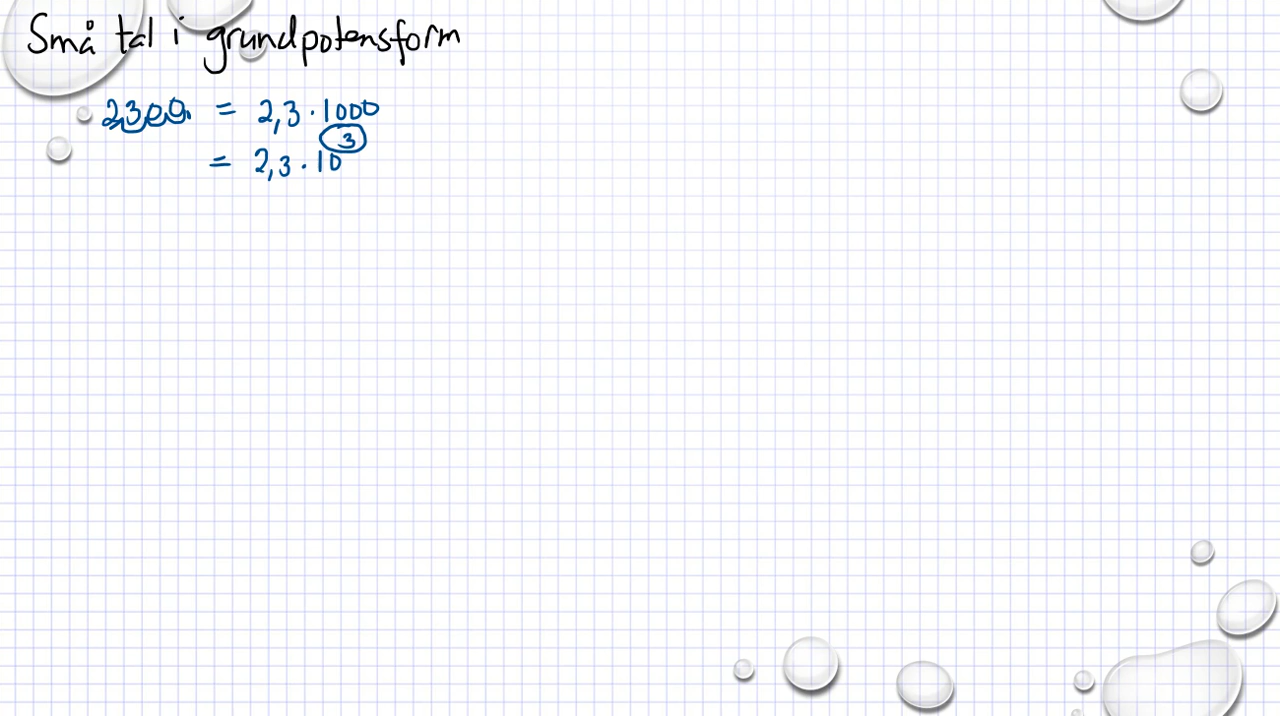 Små tal i grundpotensform
2300 = 2,3 · 1000
= 2,3 · 10³